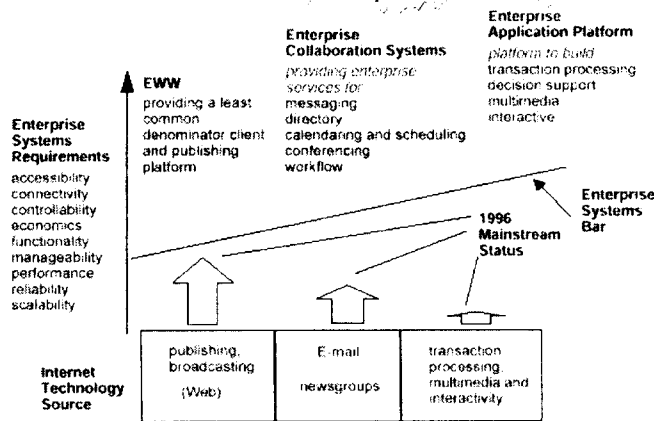 Enterprise
Application Platform
platform to build
transaction processing
decision support
multimedia
interactive
Enterprise
Collaboration Systems
providing enterprise
services for
messaging
directory
calendaring and scheduling
conferencing
workflow
EWW
providing a least
common
denominator client
and publishing
platform
Enterprise
Systems
Requirements
accessibility
connectivity
controllability
economics
functionality
manageability
performance
reliability
scalability
Enterprise
Systems
Bar
1996
Mainstream
Status
Internet
Technology
Source
publishing,
broadcasting
(Web)
E-mail
newsgroups
transaction
processing,
multimedia and
interactivity